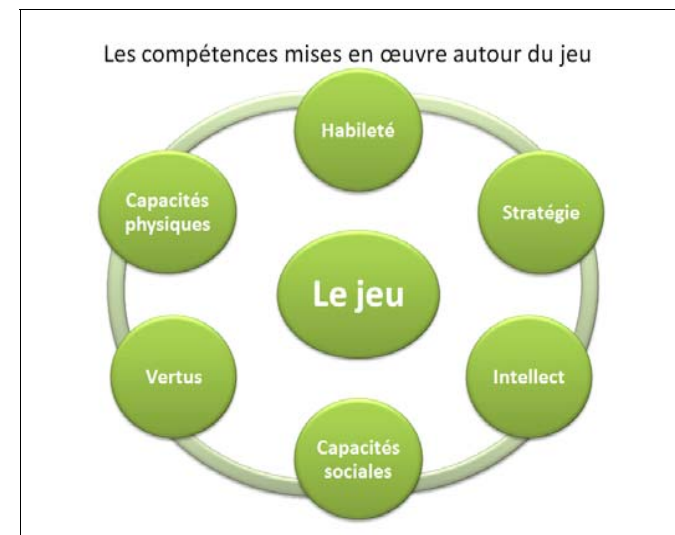 Les compétences mises en œuvre autour du jeu
Habileté
Stratégie
Intellect
Capacités
sociales
Vertus
Capacités
physiques
Le jeu